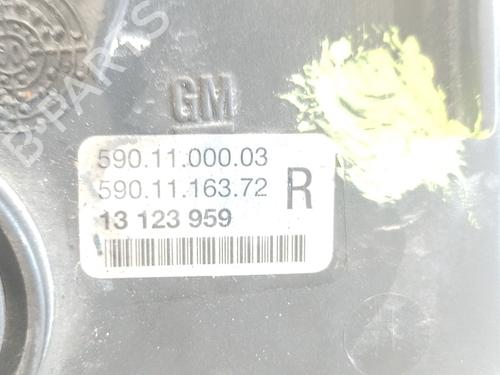 B-PARTS
GM
590.11.000.03
590.11.163.72
R
13 123 959